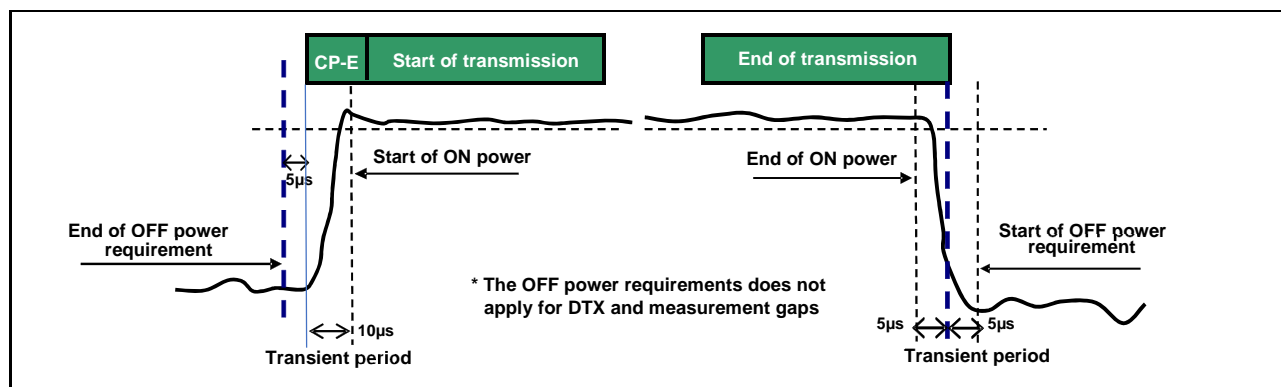 CP-E
Start of transmission
End of transmission
Start of ON power
5µs
End of ON power
End of OFF power
requirement
Start of OFF power
requirement
* The OFF power requirements does not
apply for DTX and measurement gaps
10µs
Transient period
5µs
5µs
Transient period